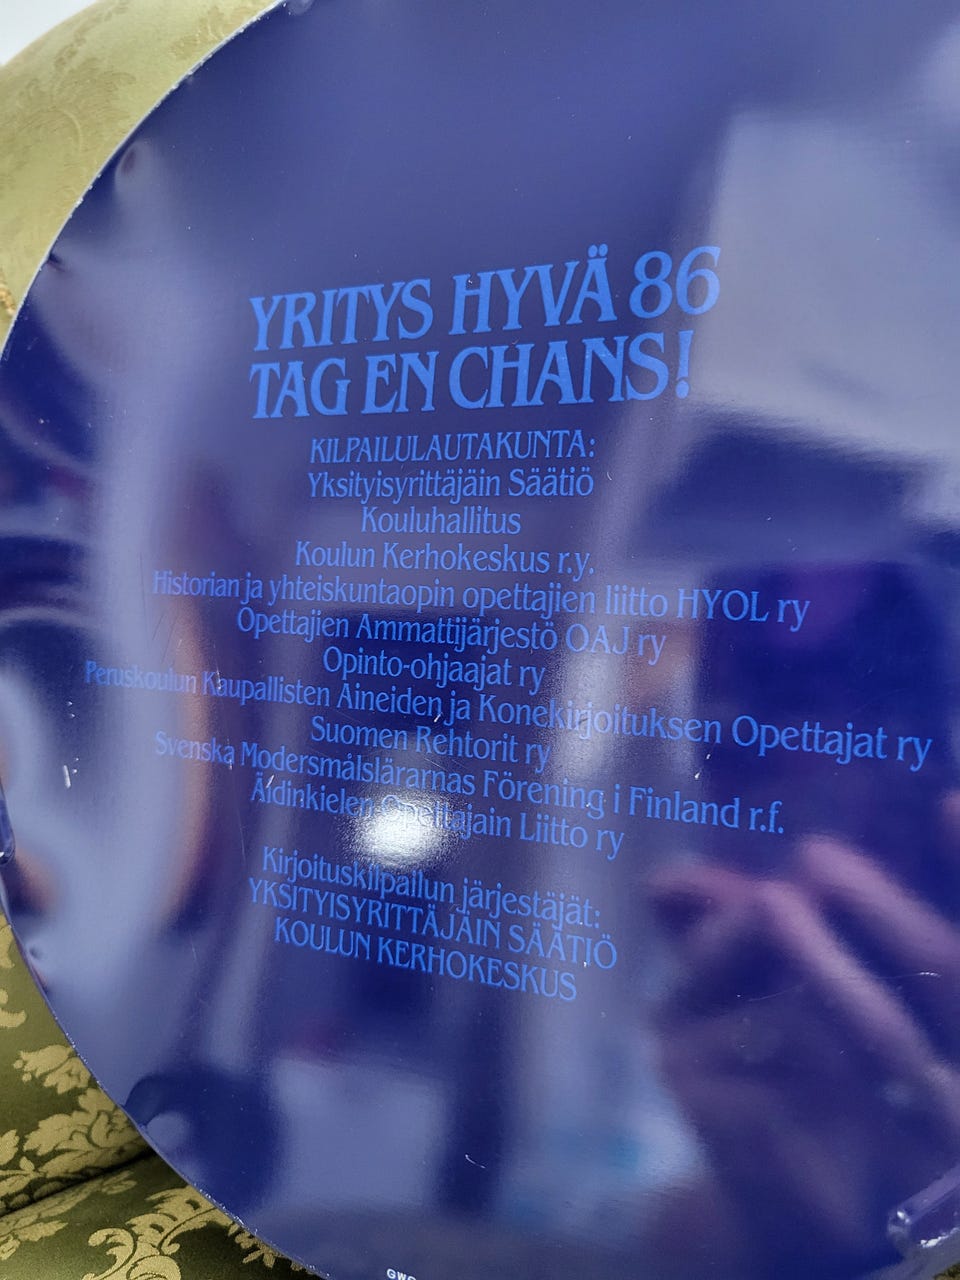 YRITYS HYVÄ 86
TAG EN CHANS!
KILPAILULAUTAKUNTA:
Yksityisyrittäjäin Säätiö
Kouluhallitus
Koulun Kerhokeskus r.y.
Historian ja yhteiskuntaopin opettajien liitto HYOL ry
Opettajien Ammattijärjestö OAJ ry
Opinto-ohjaajat ry
Peruskoulun Kaupallisten Aineiden ja Konekirjoituksen Opettajat ry
Suomen Rehtorit ry
Svenska Modersmålslärarnas Förening i Finland r.f.
Äidinkielen Opettajain Liitto ry
Kirjoituskilpailun järjestäjät:
YKSITYISYRITTÄJÄIN SÄÄTIÖ
KOULUN KERHOKESKUS